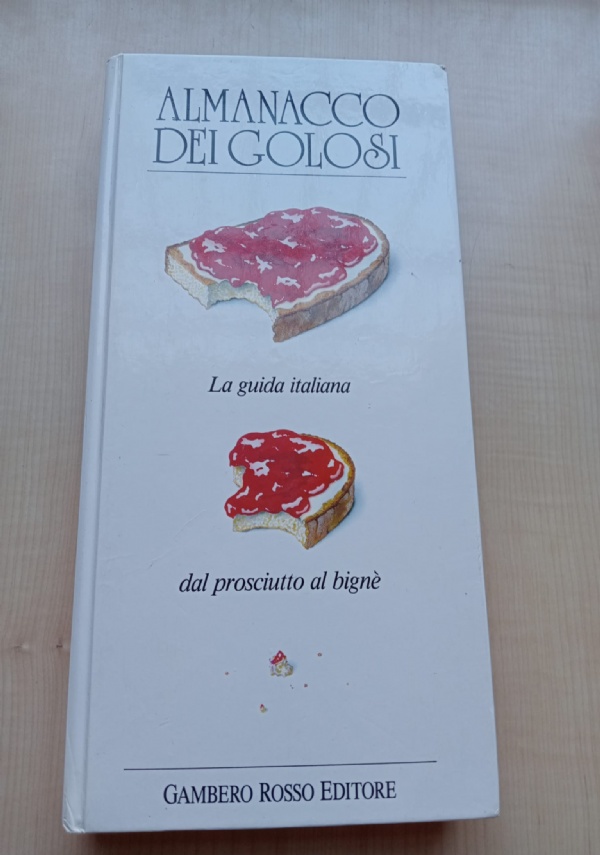 ALMANACCO
DEI GOLOSI
La guida italiana
dal prosciutto al bignè
GAMBERO ROSSO EDITORE